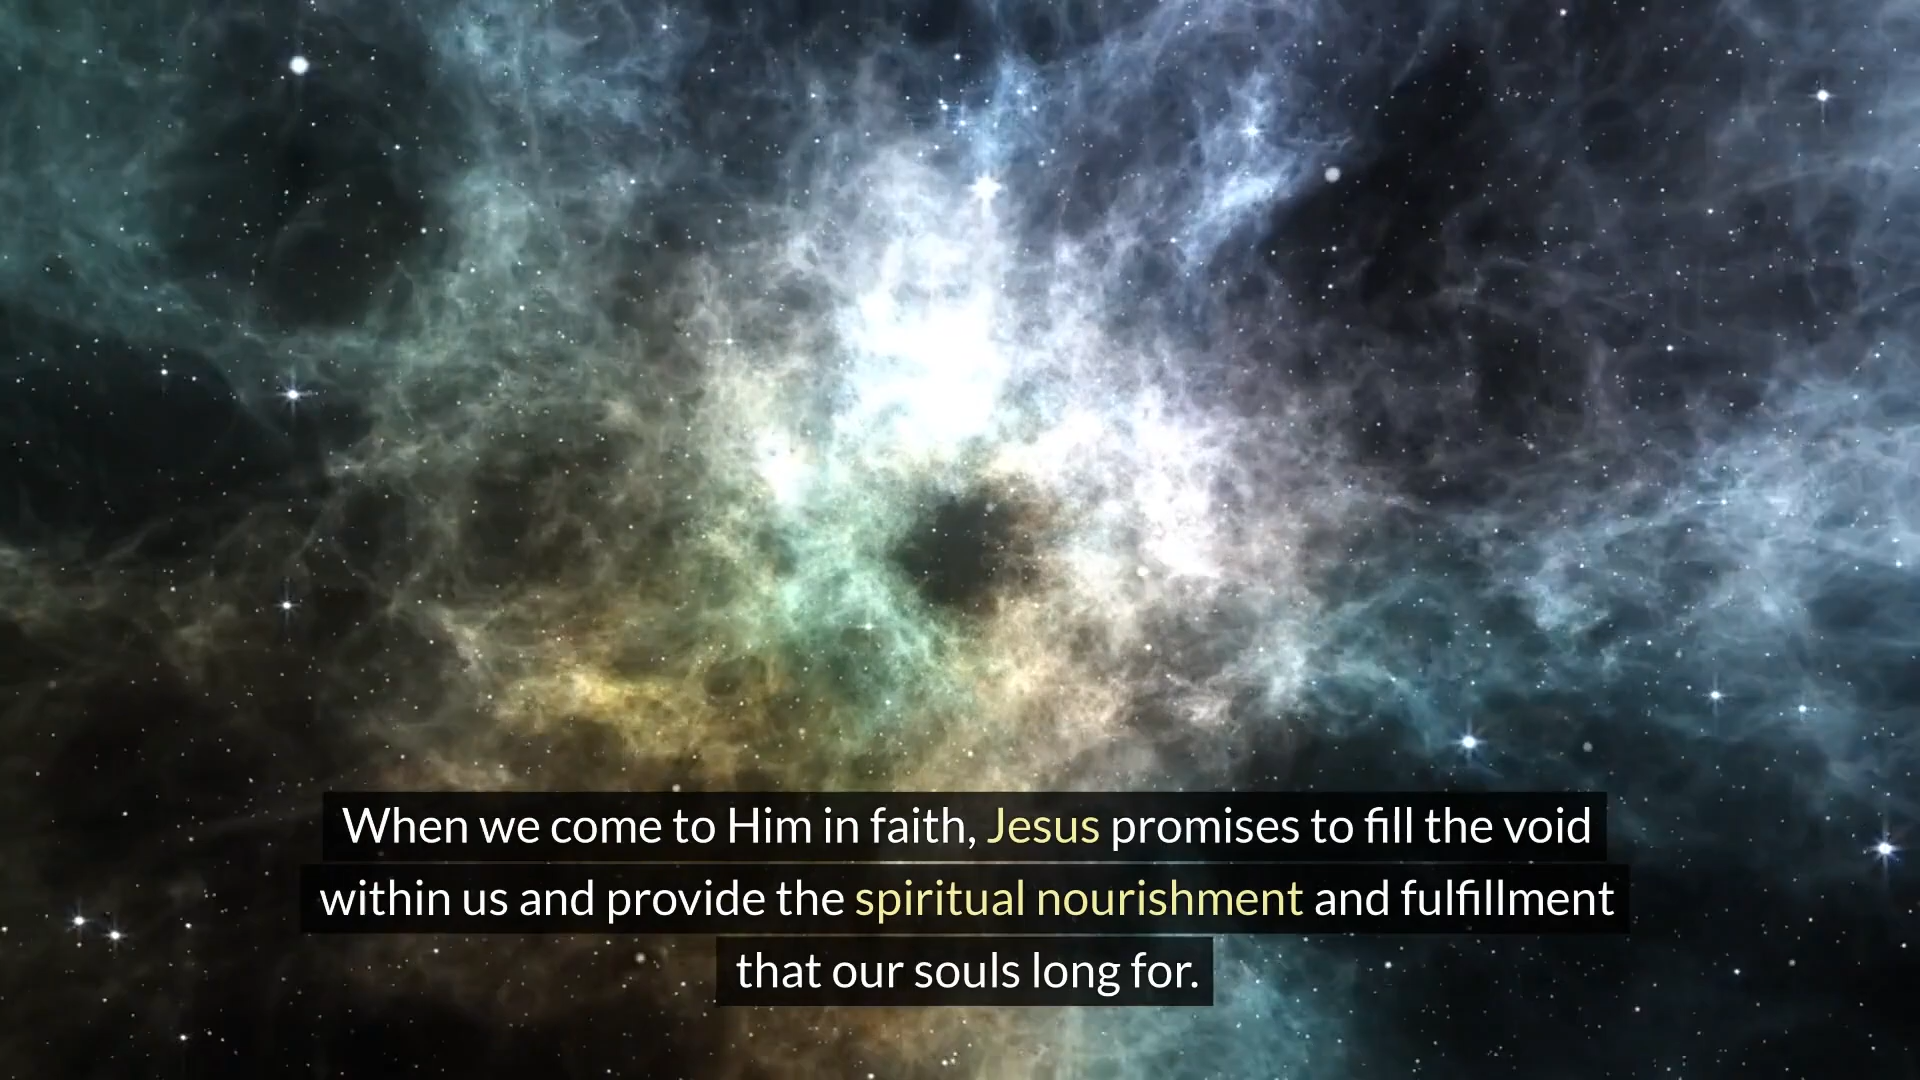 When we come to Him in faith, Jesus promises to fill the void
within us and provide the spiritual nourishment and fulfillment
that our souls long for.